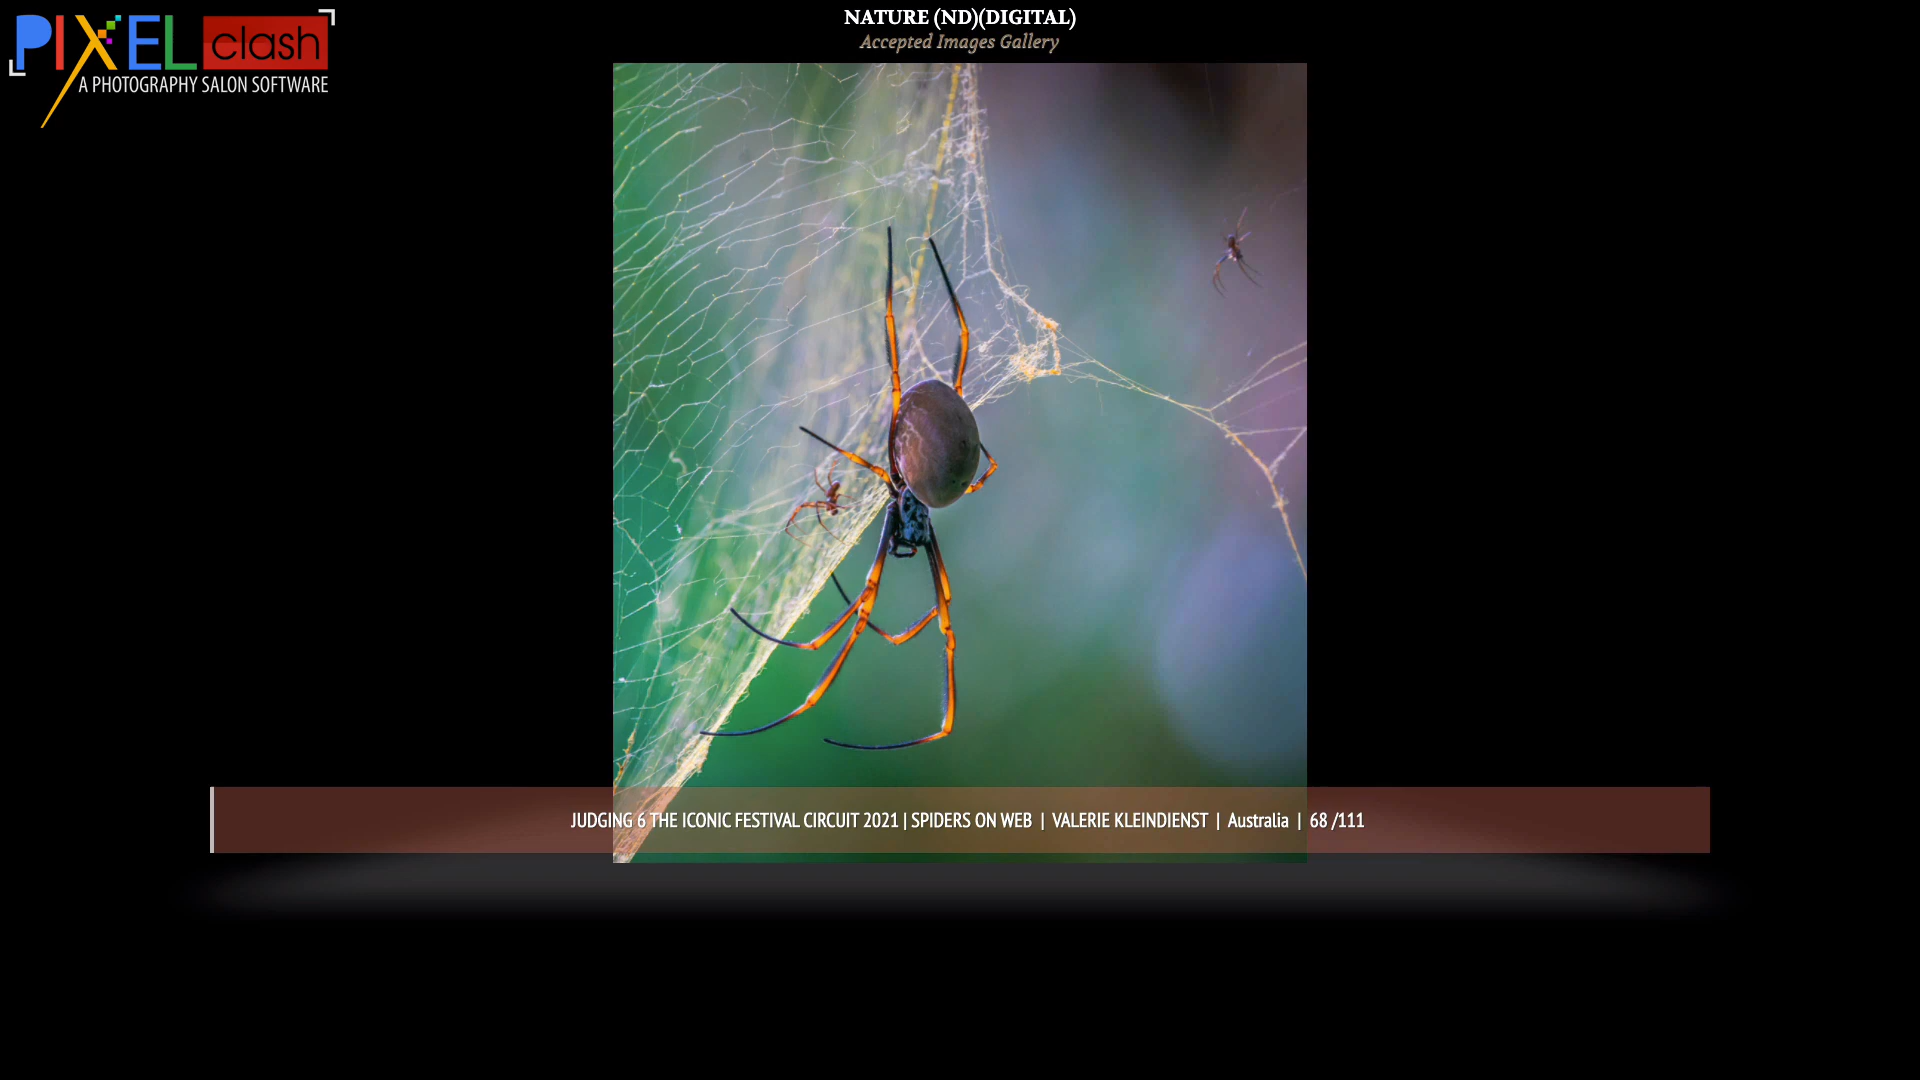 PIXEL clash
A PHOTOGRAPHY SALON SOFTWARE
NATURE (ND)(DIGITAL)
Accepted Images Gallery
JUDGING 6 THE ICONIC FESTIVAL CIRCUIT 2021 | SPIDERS ON WEB | VALERIE KLEINDIENST | Australia | 68 /111